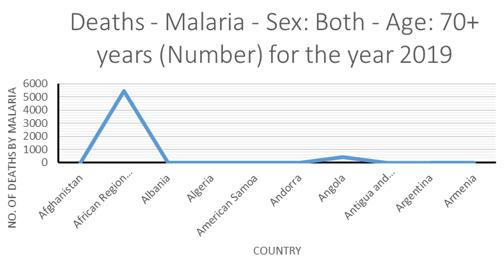 Deaths - Malaria - Sex: Both - Age: 70+
years (Number) for the year 2019
NO. OF DEATHS BY MALARIA
6000
5000
4000
3000
2000
1000
0
Afghanistan
African Region...
Albania
Algeria
American Samoa
Andorra
Angola
Antigua and...
Argentina
Armenia
COUNTRY